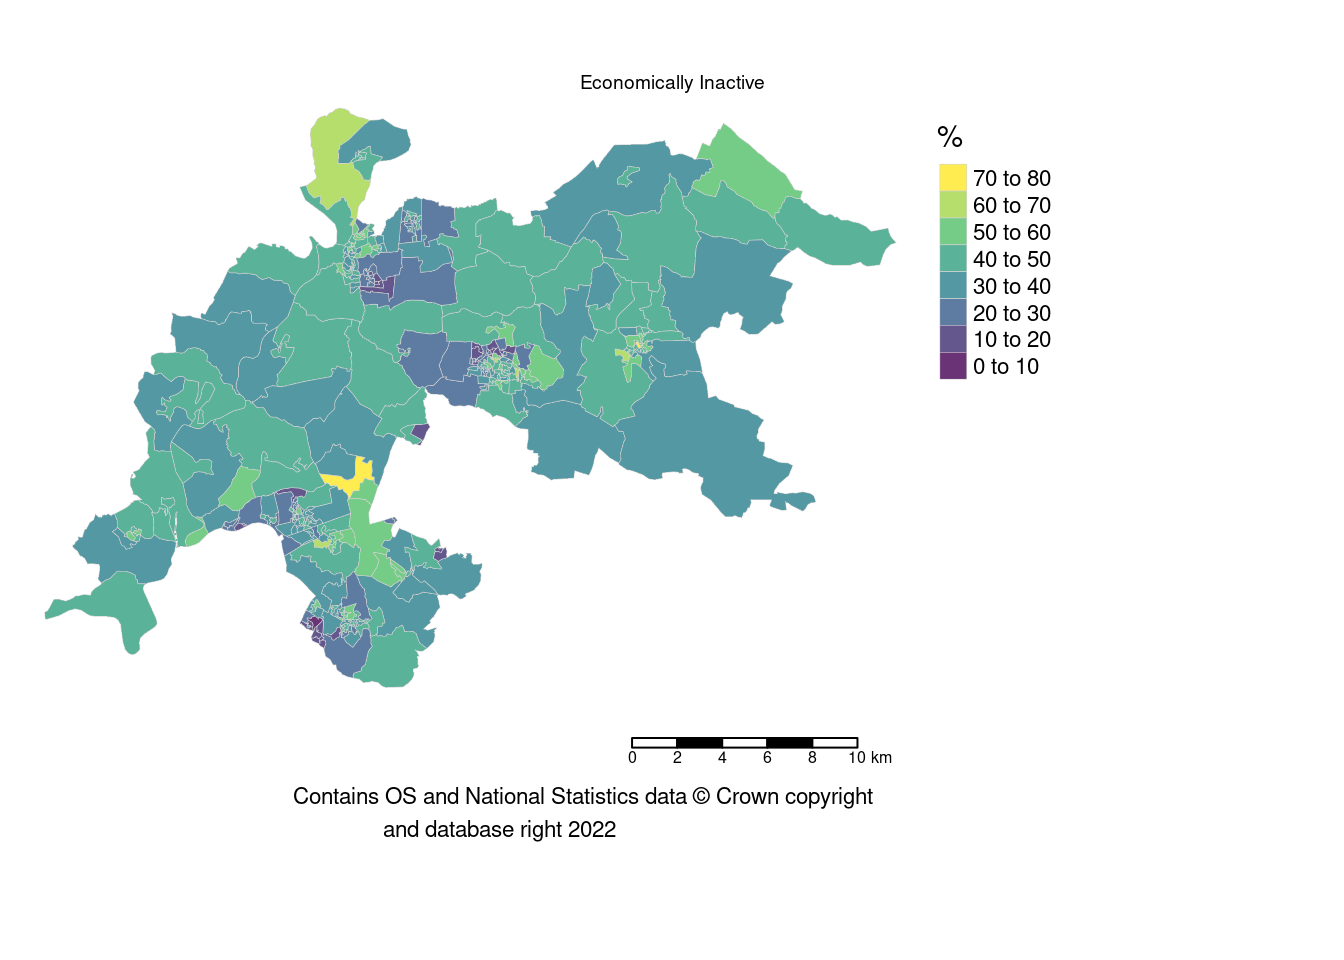 Economically Inactive
%
70 to 80
60 to 70
50 to 60
40 to 50
30 to 40
20 to 30
10 to 20
0 to 10
0 2 4 6 8 10 km
Contains OS and National Statistics data © Crown copyright
and database right 2022